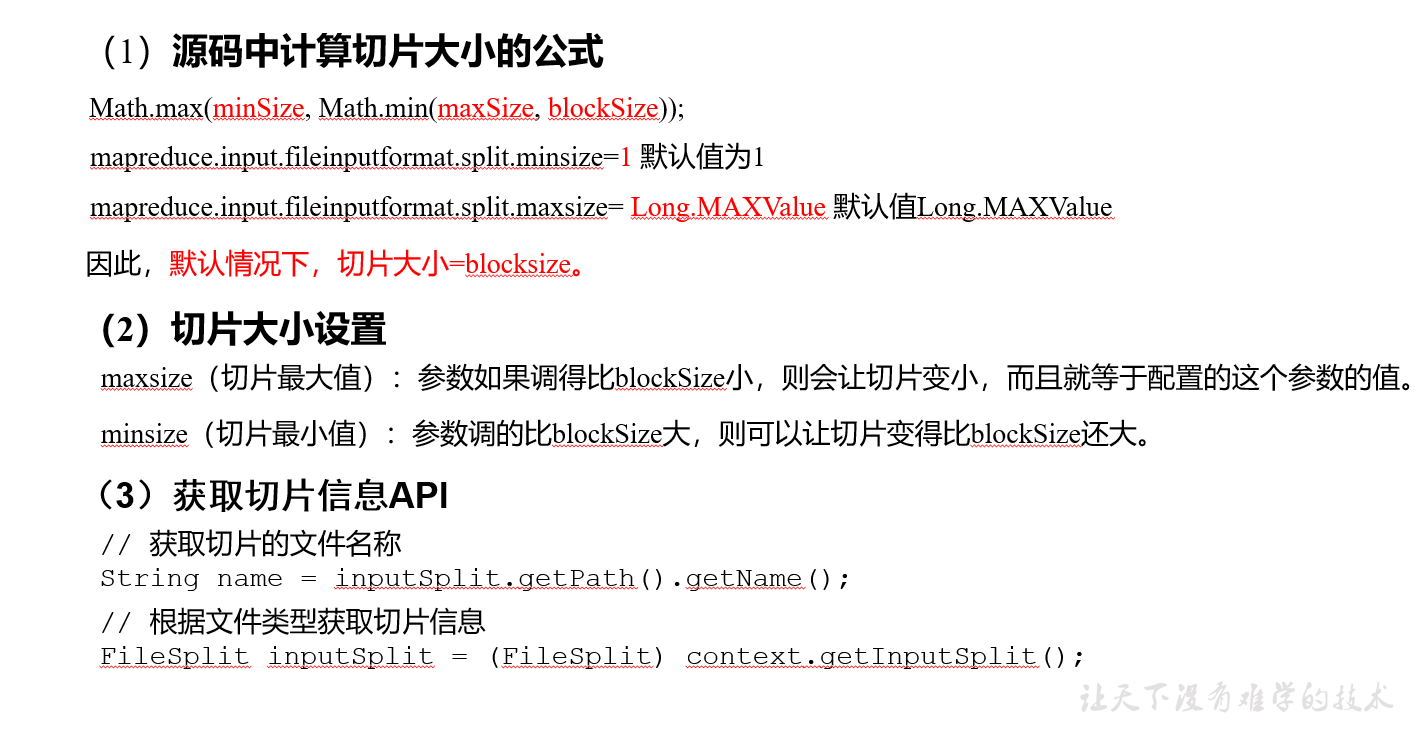 （1）源码中计算切片大小的公式
Math.max(minSize, Math.min(maxSize, blockSize));
mapreduce.input.fileinputformat.split.minsize=1 默认值为1
mapreduce.input.fileinputformat.split.maxsize= Long.MAXValue 默认值Long.MAXValue
因此，默认情况下，切片大小=blocksize。
（2）切片大小设置
maxsize（切片最大值）：参数如果调得比blockSize小，则会让切片变小，而且就等于配置的这个参数的值。
minsize（切片最小值）：参数调的比blockSize大，则可以让切片变得比blockSize还大。
（3）获取切片信息API
// 获取切片的文件名称
String name = inputSplit.getPath().getName();
// 根据文件类型获取切片信息
FileSplit inputSplit = (FileSplit) context.getInputSplit();
让天下没有难学的技术